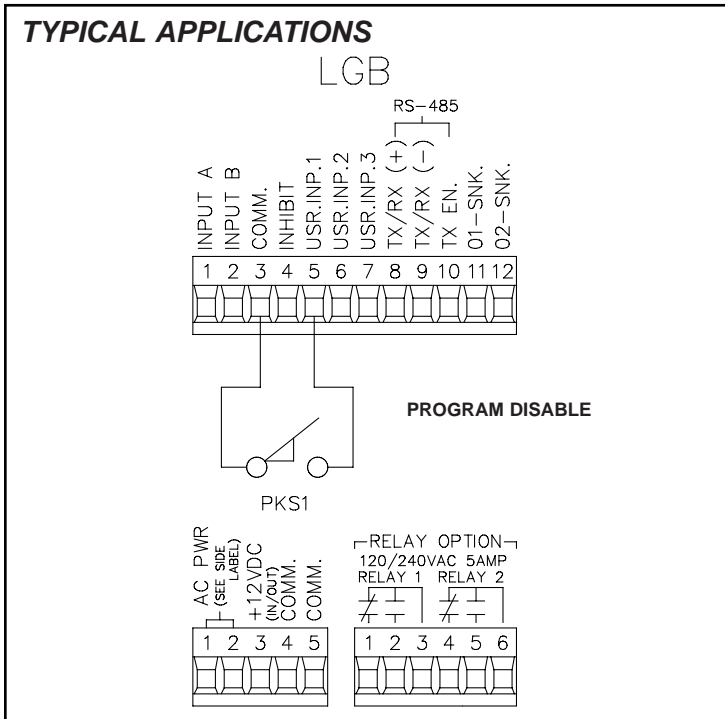 TYPICAL APPLICATIONS
LGB
RS-485
INPUT A
INPUT B
COMM.
INHIBIT
USR.INP.1
USR.INP.2
USR.INP.3
TX/RX (+)
TX/RX (-)
TX EN.
01-SNK.
02-SNK.
1 2 3 4 5 6 7 8 9 10 11 12
PROGRAM DISABLE
PKS1
AC PWR
(SEE SIDE
LABEL)
+12VDC
(IN/OUT)
COMM.
COMM.
1 2 3 4 5
RELAY OPTION
120/240VAC 5AMP
RELAY 1 RELAY 2
1 2 3 4 5 6